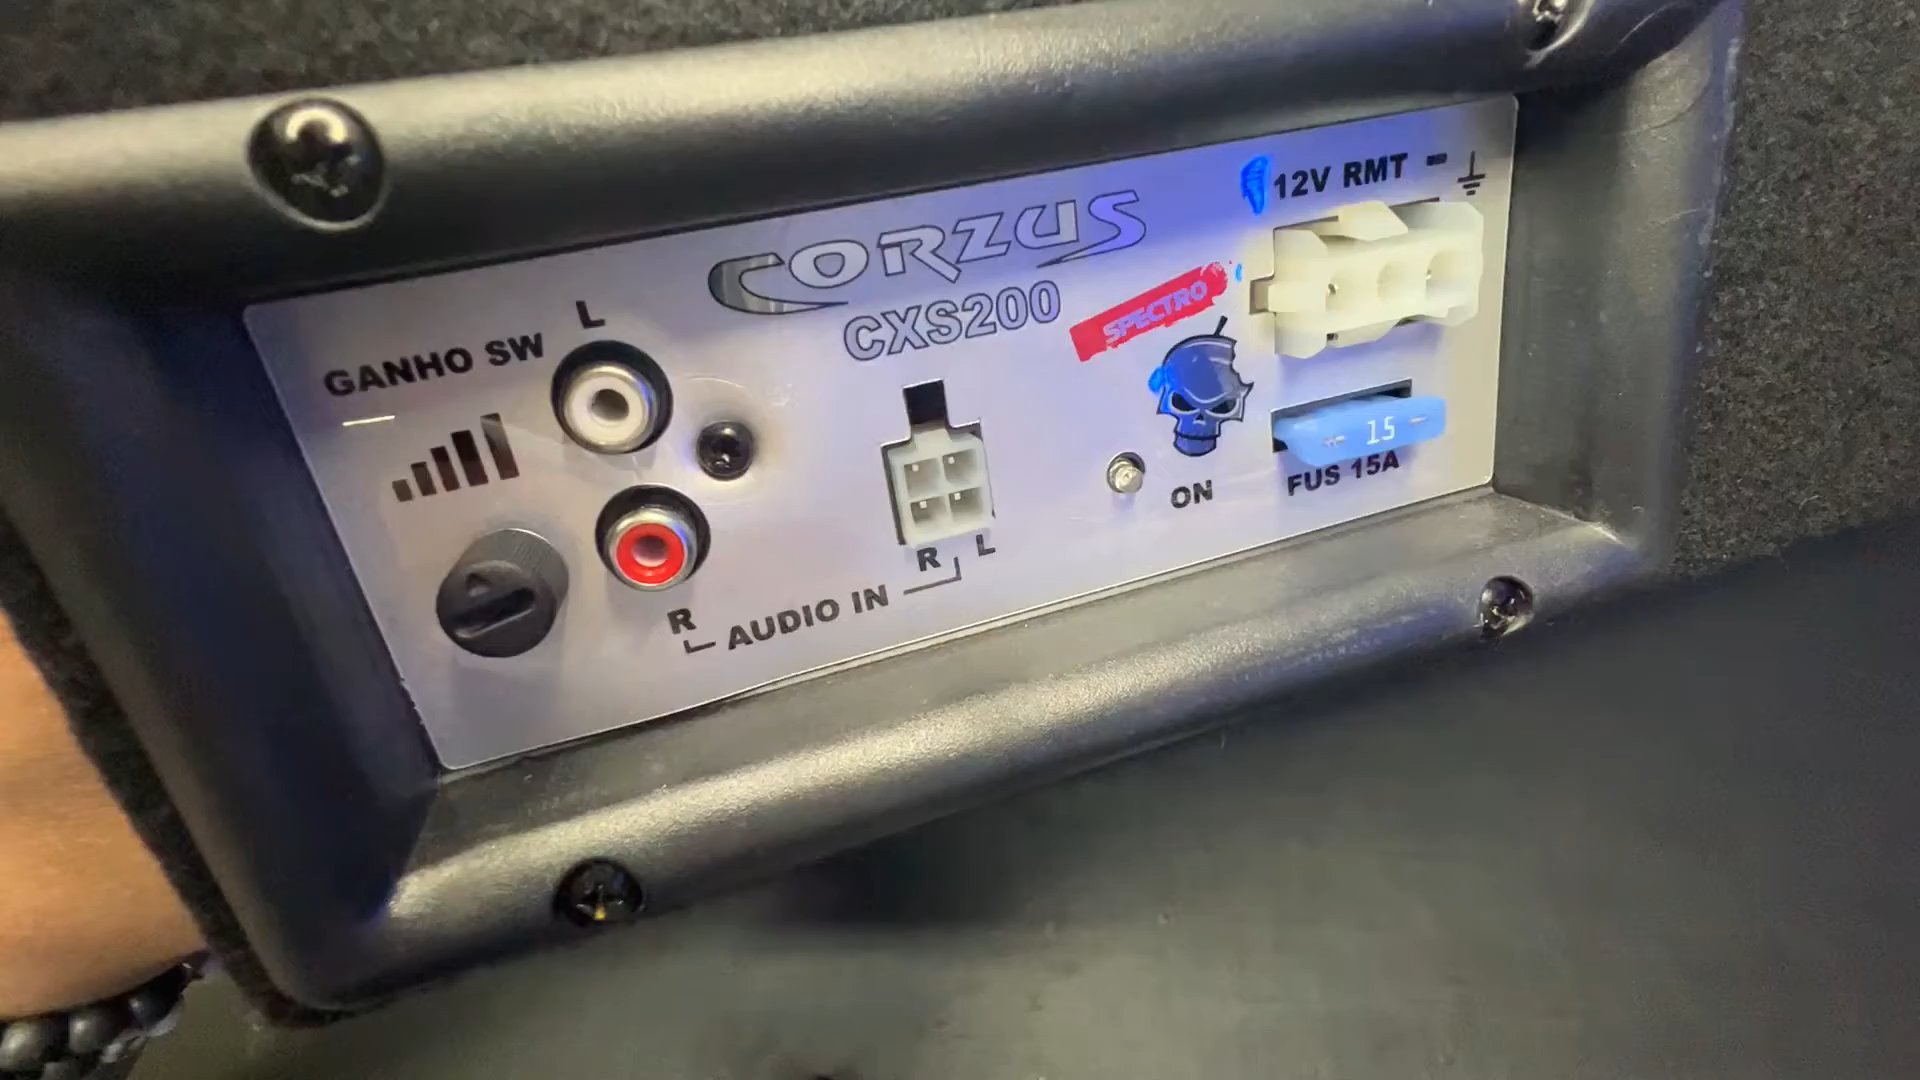 12V RMT -
CORZUS
CXS200
SPECTRO
L
GANHO SW
15
FUS 15A
ON
R L
R
AUDIO IN